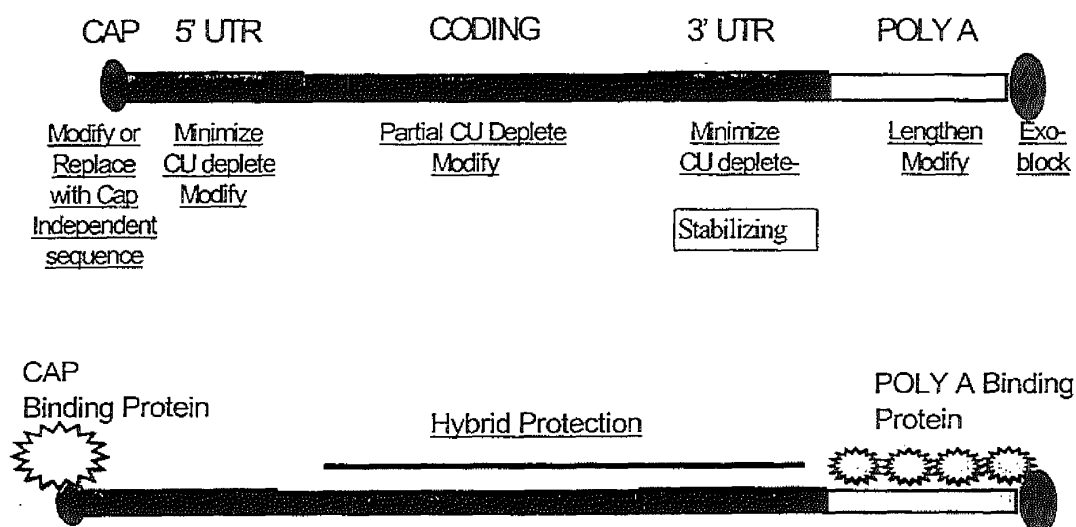 CAP 5' UTR CODING 3' UTR POLY A
Modify or
Replace
with Cap
Independent
sequence
Minimize
CU deplete
Modify
Partial CU Deplete
Modify
Minimize
CU deplete-
Stabilizing
Lengthen
Modify
Exo-
block
CAP
Binding Protein
Hybrid Protection
POLY A Binding
Protein